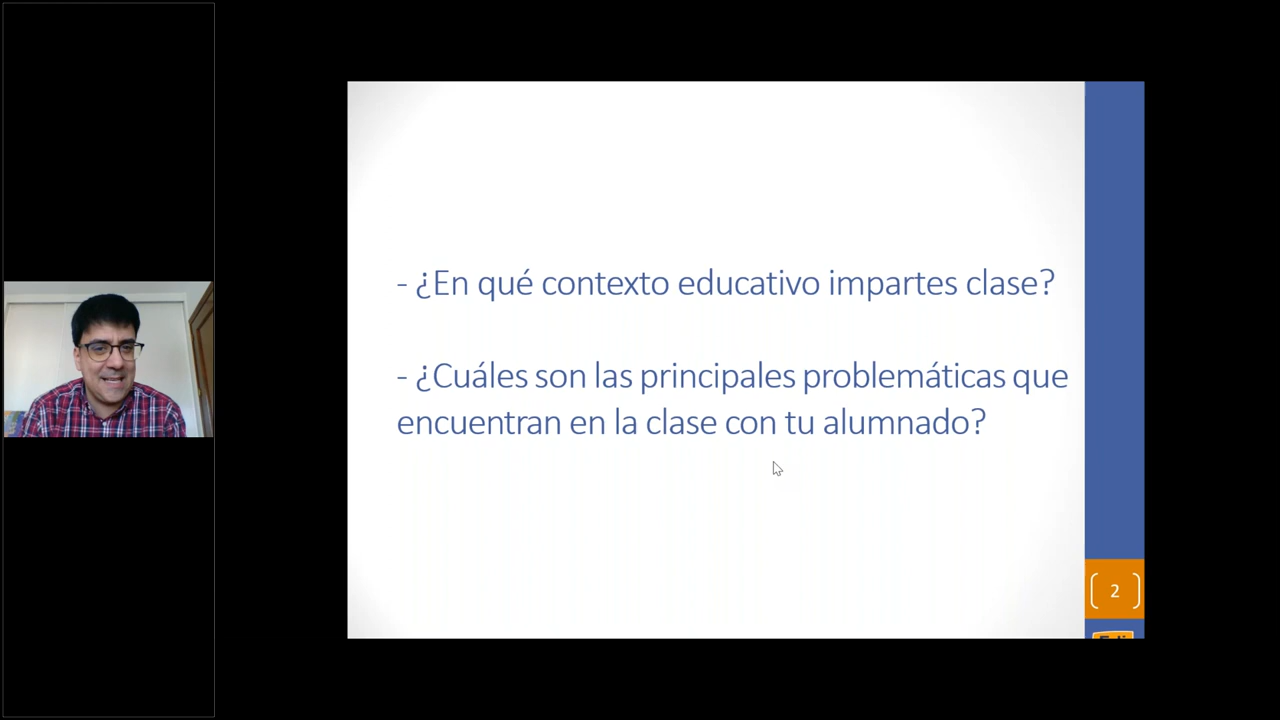 - ¿En qué contexto educativo impartes clase?
- ¿Cuáles son las principales problemáticas que
encuentran en la clase con tu alumnado?
2